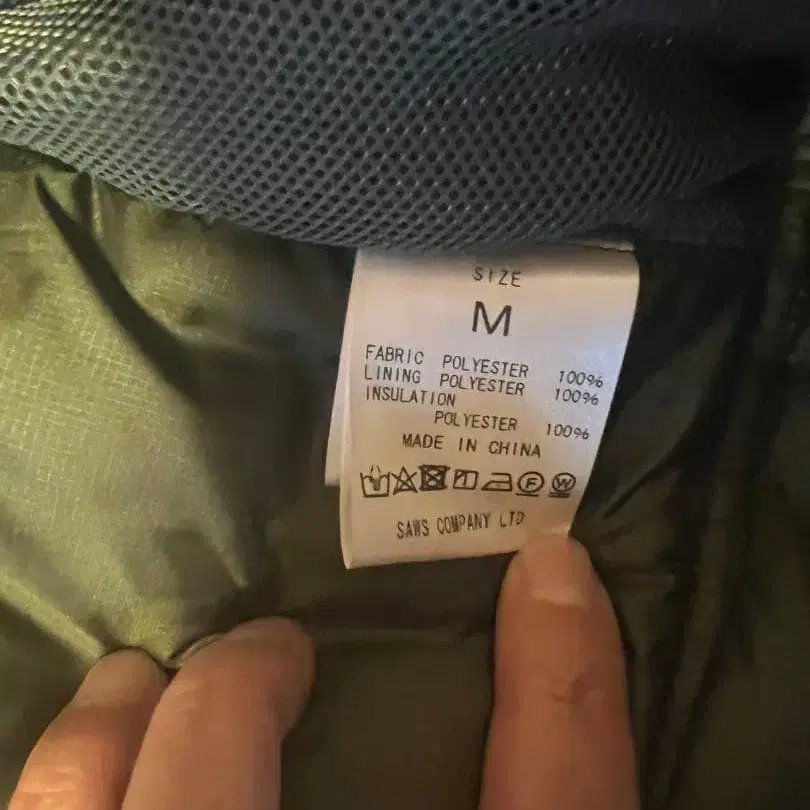 SIZE
M
FABRIC POLYESTER 100%
LINING POLYESTER 100%
INSULATION
POLYESTER 100%
MADE IN CHINA
F W
SAWS COMPANY LTD